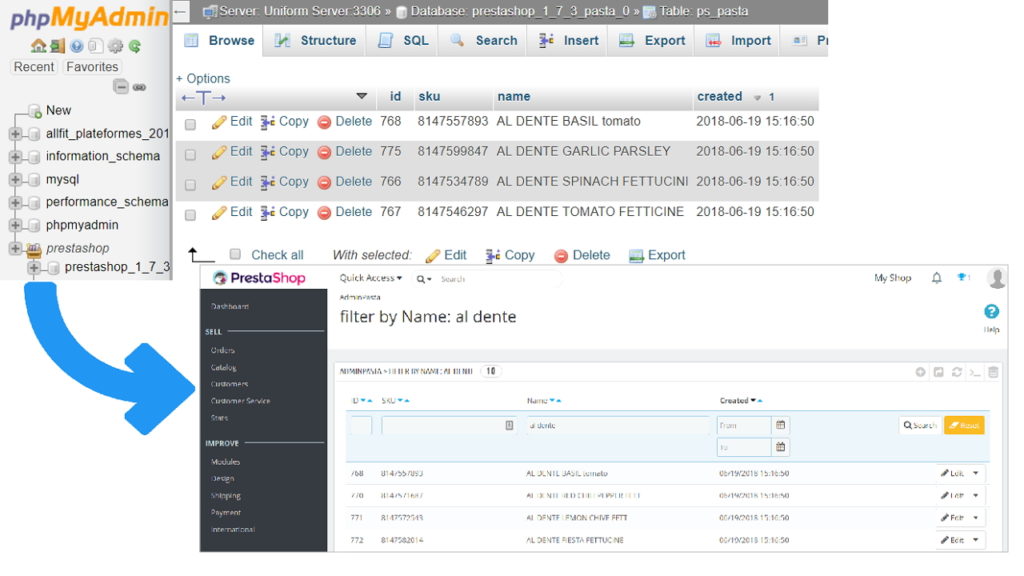 phpMyAdmin
Recent Favorites
New
allfit_plateformes_201
information_schema
mysql
performance_schema
phpmyadmin
prestashop
prestashop_1_7_3
Server: Uniform Server:3306 » Database: prestashop_1_7_3_pasta_0 » Table: ps_pasta
Browse Structure SQL Search Insert Export Import
+ Options
id sku name created 1
Edit Copy Delete 768 8147557893 AL DENTE BASIL tomato 2018-06-19 15:16:50
Edit Copy Delete 775 8147599847 AL DENTE GARLIC PARSLEY 2018-06-19 15:16:50
Edit Copy Delete 766 8147534789 AL DENTE SPINACH FETTUCINI 2018-06-19 15:16:50
Edit Copy Delete 767 8147546297 AL DENTE TOMATO FETTICINE 2018-06-19 15:16:50
Check all With selected: Edit Copy Delete Export
PrestaShop
Quick Access Search My Shop
Dashboard
SELL
Orders
Catalog
Customers
Customer Service
Stats
IMPROVE
Modules
Design
Shipping
Payment
International
AdminPasta
filter by Name: al dente
Help
ADMINPASTA > FILTER BY NAME: AL DENTE 10
ID SKU Name Created
al dente From Search Reset
To
768 8147557893 AL DENTE BASIL tomato 06/19/2018 15:16:50 Edit
770 8147571687 AL DENTE RED CHILI PEPPER FETT 06/19/2018 15:16:50 Edit
771 8147572543 AL DENTE LEMON CHIVE FETT 06/19/2018 15:16:50 Edit
772 8147582014 AL DENTE FIESTA FETTUCINE 06/19/2018 15:16:50 Edit